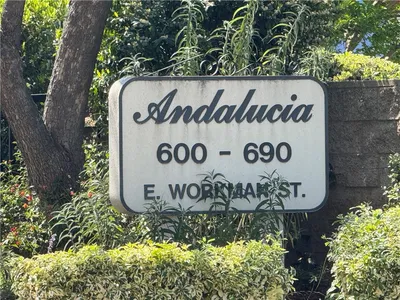 Andalucia
600 - 690
E. WORKMAN ST.